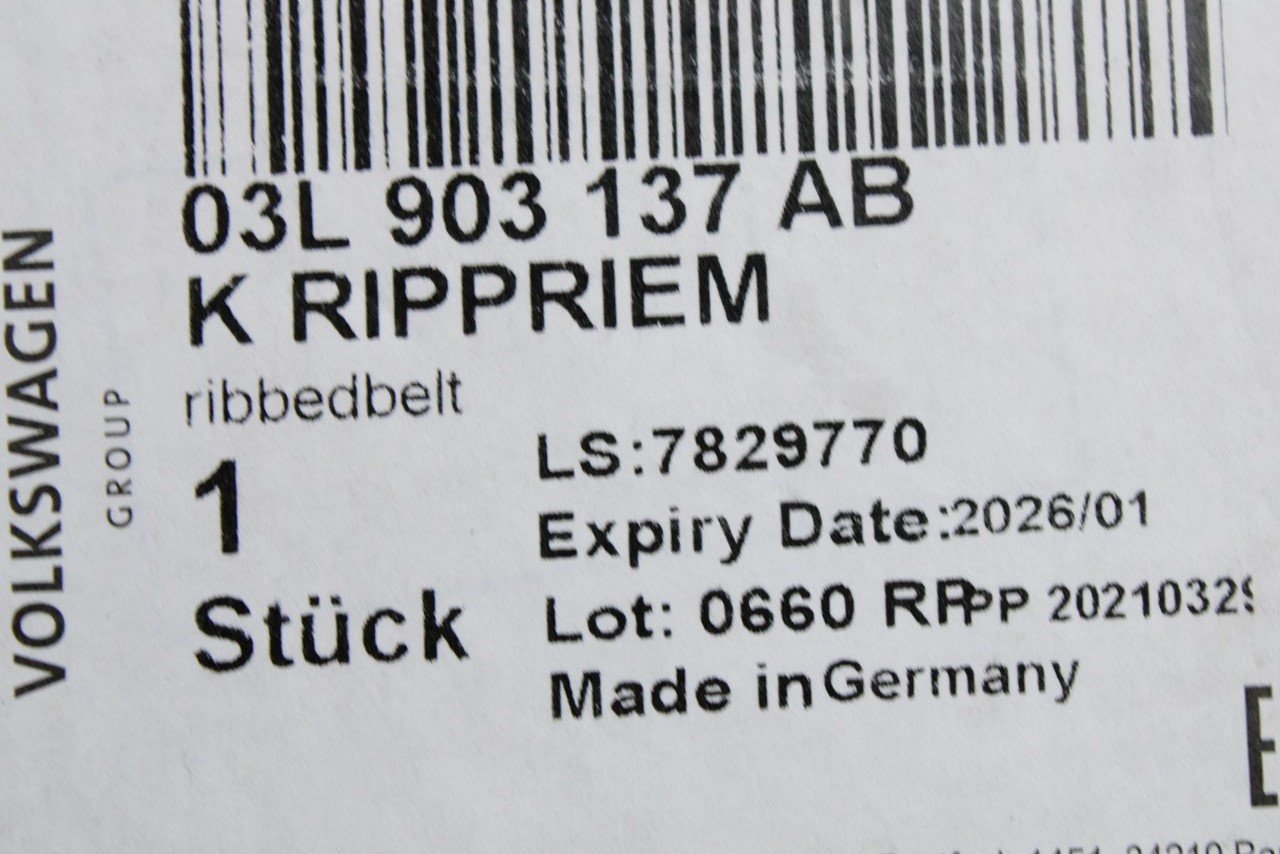 03L 903 137 AB
K RIPPRIEM
ribbedbelt
1
Stück
LS:7829770
Expiry Date:2026/01
Lot: 0660 2021032
Made in Germany
VOLKSWAGEN
GROUP